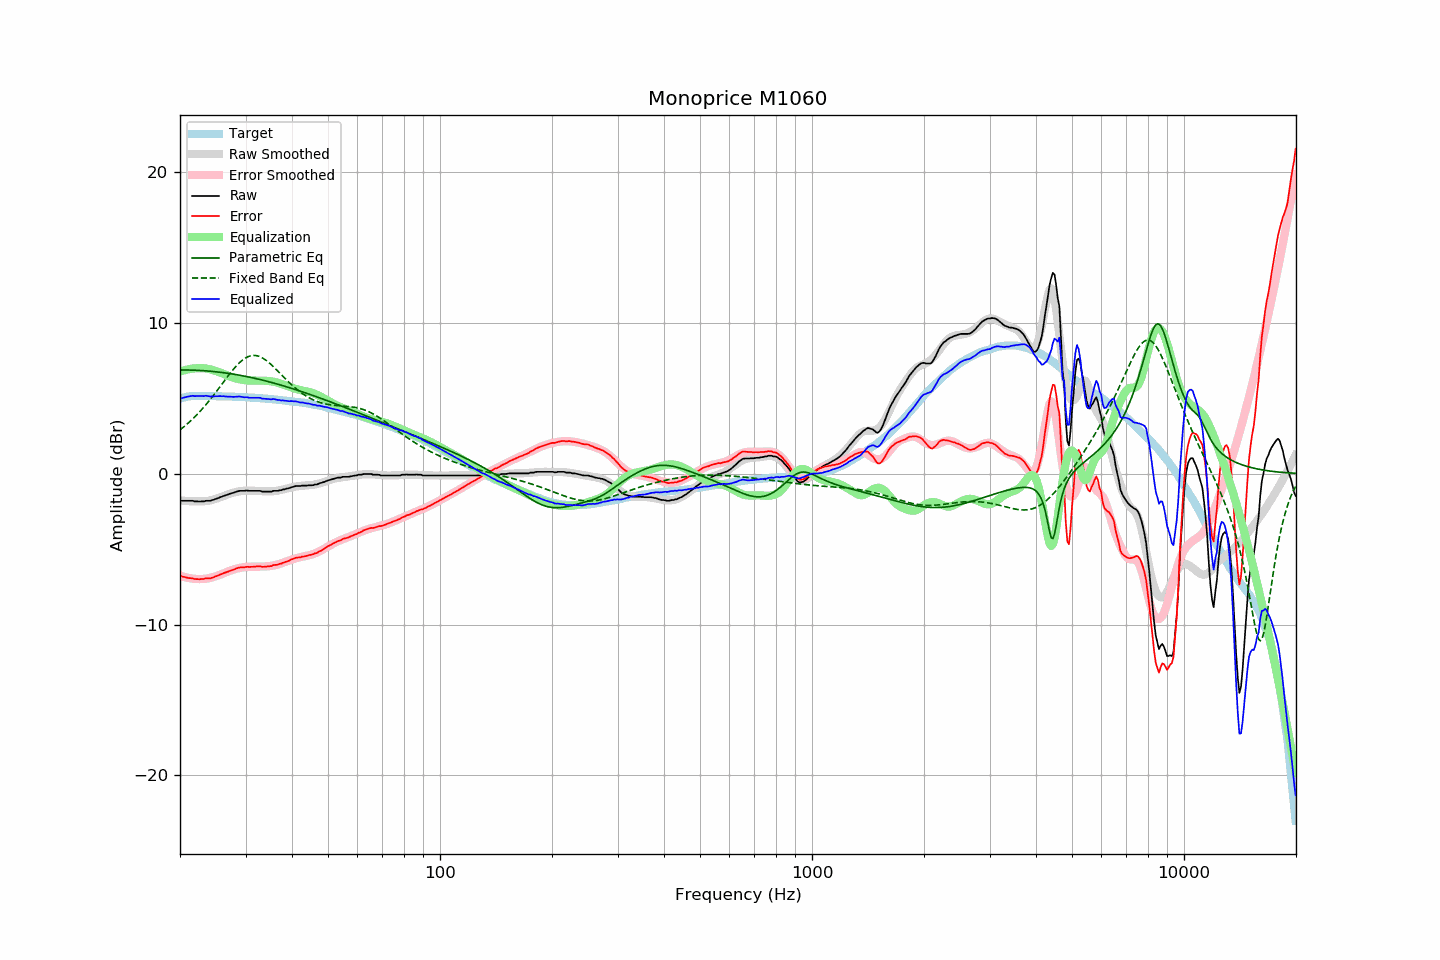 Monoprice M1060
Target
Raw Smoothed
Error Smoothed
Raw
Error
Equalization
Parametric Eq
Fixed Band Eq
Equalized
20
10
0
−10
−20
Amplitude (dBr)
100
1000
10000
Frequency (Hz)